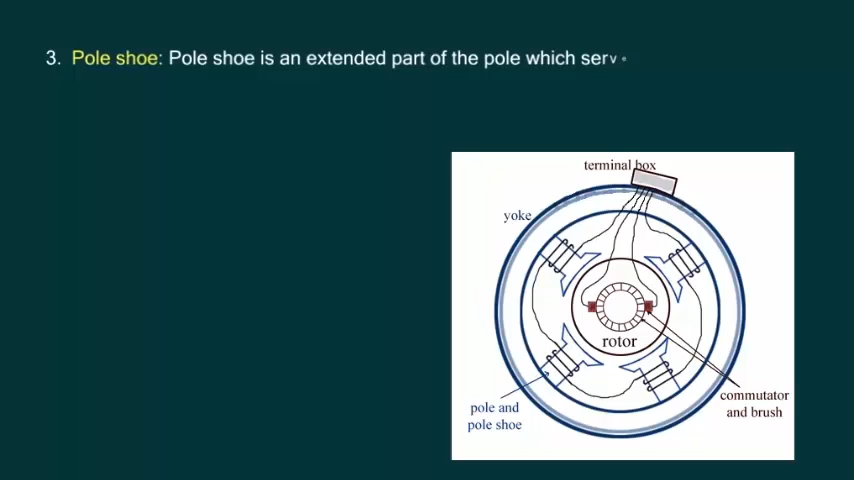 3. Pole shoe: Pole shoe is an extended part of the pole which serv
terminal box
yoke
rotor
pole and
pole shoe
commutator
and brush